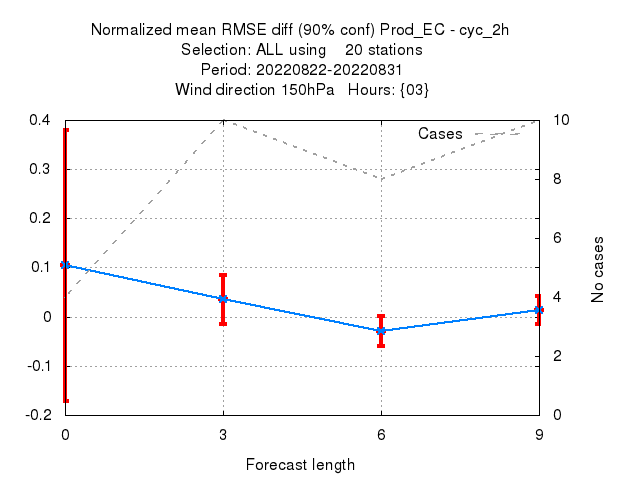 Normalized mean RMSE diff (90% conf) Prod_EC - cyc_2h
Selection: ALL using    20 stations
Period: 20220822-20220831
Wind direction 150hPa   Hours: {03}
Cases
0.4
0.3
0.2
0.1
0
-0.1
-0.2
10
8
6
4
2
0
No cases
0 3 6 9
Forecast length